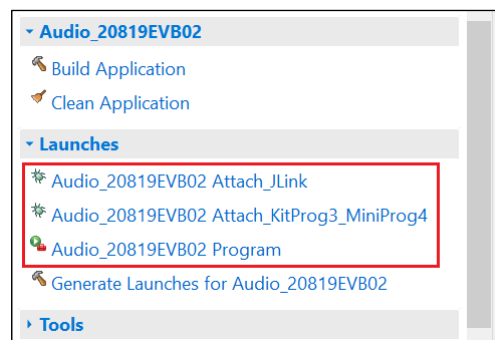 Audio_20819EVB02
Build Application
Clean Application
Launches
Audio_20819EVB02 Attach_JLink
Audio_20819EVB02 Attach_KitProg3_MiniProg4
Audio_20819EVB02 Program
Generate Launches for Audio_20819EVB02
Tools